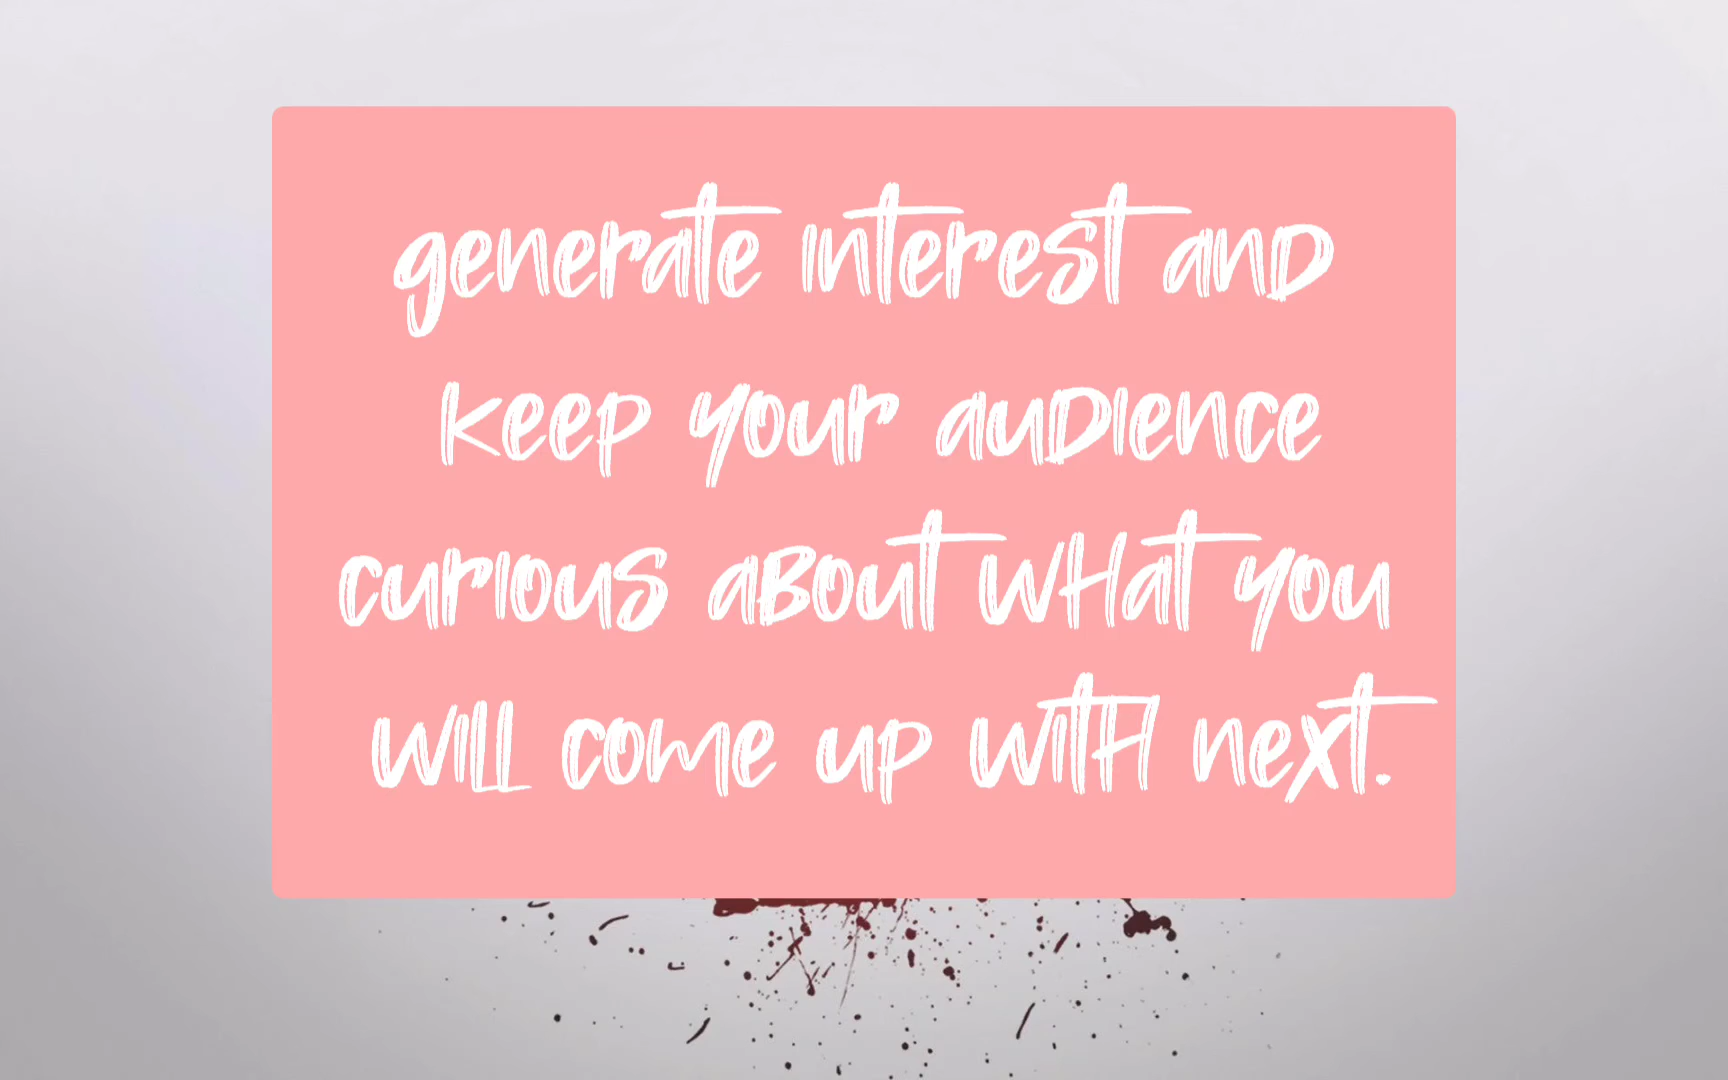 generate interest and
keep your audience
curious about what you
will come up with next.